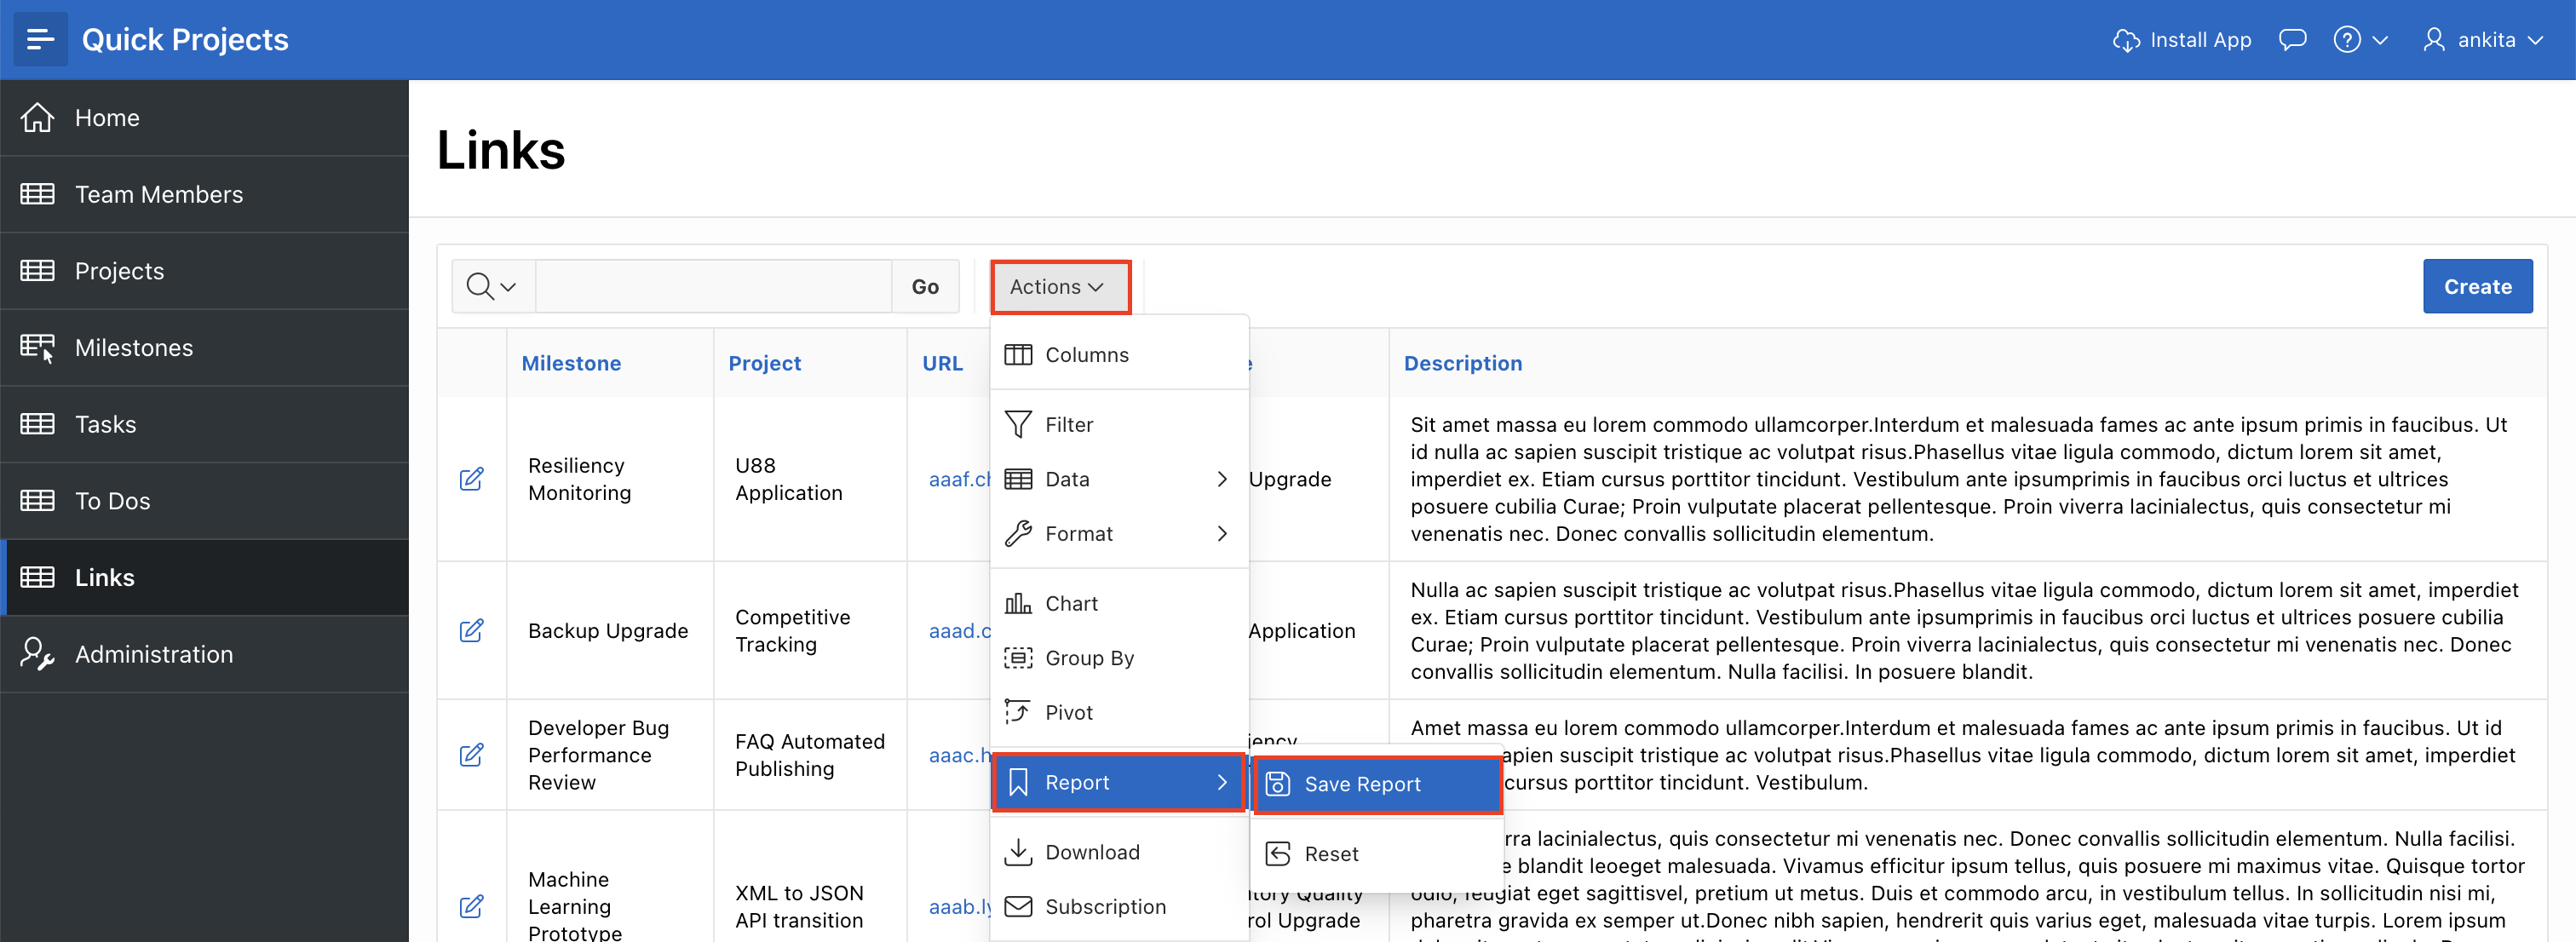 Quick Projects
Install App
ankita
Home
Team Members
Projects
Milestones
Tasks
To Dos
Links
Administration
Links
Go
Actions
Create
Milestone
Project
URL
Description
Columns
Filter
Data
Format
Chart
Group By
Pivot
Report
Download
Subscription
Save Report
Reset
Resiliency
Monitoring
U88
Application
aaaf.ch
Upgrade
Sit amet massa eu lorem commodo ullamcorper.Interdum et malesuada fames ac ante ipsum primis in faucibus. Ut
id nulla ac sapien suscipit tristique ac volutpat risus.Phasellus vitae ligula commodo, dictum lorem sit amet,
imperdiet ex. Etiam cursus porttitor tincidunt. Vestibulum ante ipsumprimis in faucibus orci luctus et ultrices
posuere cubilia Curae; Proin vulputate placerat pellentesque. Proin viverra lacinialectus, quis consectetur mi
venenatis nec. Donec convallis sollicitudin elementum.
Backup Upgrade
Competitive
Tracking
aaad.c
Application
Nulla ac sapien suscipit tristique ac volutpat risus.Phasellus vitae ligula commodo, dictum lorem sit amet, imperdiet
ex. Etiam cursus porttitor tincidunt. Vestibulum ante ipsumprimis in faucibus orci luctus et ultrices posuere cubilia
Curae; Proin vulputate placerat pellentesque. Proin viverra lacinialectus, quis consectetur mi venenatis nec. Donec
convallis sollicitudin elementum. Nulla facilisi. In posuere blandit.
Developer Bug
Performance
Review
FAQ Automated
Publishing
aaac.h
iency
Amet massa eu lorem commodo ullamcorper.Interdum et malesuada fames ac ante ipsum primis in faucibus. Ut id
apien suscipit tristique ac volutpat risus.Phasellus vitae ligula commodo, dictum lorem sit amet, imperdiet
cursus porttitor tincidunt. Vestibulum.
Machine
Learning
Prototype
XML to JSON
API transition
aaab.ly
tory Quality
rol Upgrade
rra lacinialectus, quis consectetur mi venenatis nec. Donec convallis sollicitudin elementum. Nulla facilisi.
e blandit leoeget malesuada. Vivamus efficitur ipsum tellus, quis posuere mi maximus vitae. Quisque tortor
odio, feugiat eget sagittisvel, pretium ut metus. Duis et commodo arcu, in vestibulum tellus. In sollicitudin nisi mi,
pharetra gravida ex semper ut.Donec nibh sapien, hendrerit quis varius eget, malesuada vitae turpis. Lorem ipsum